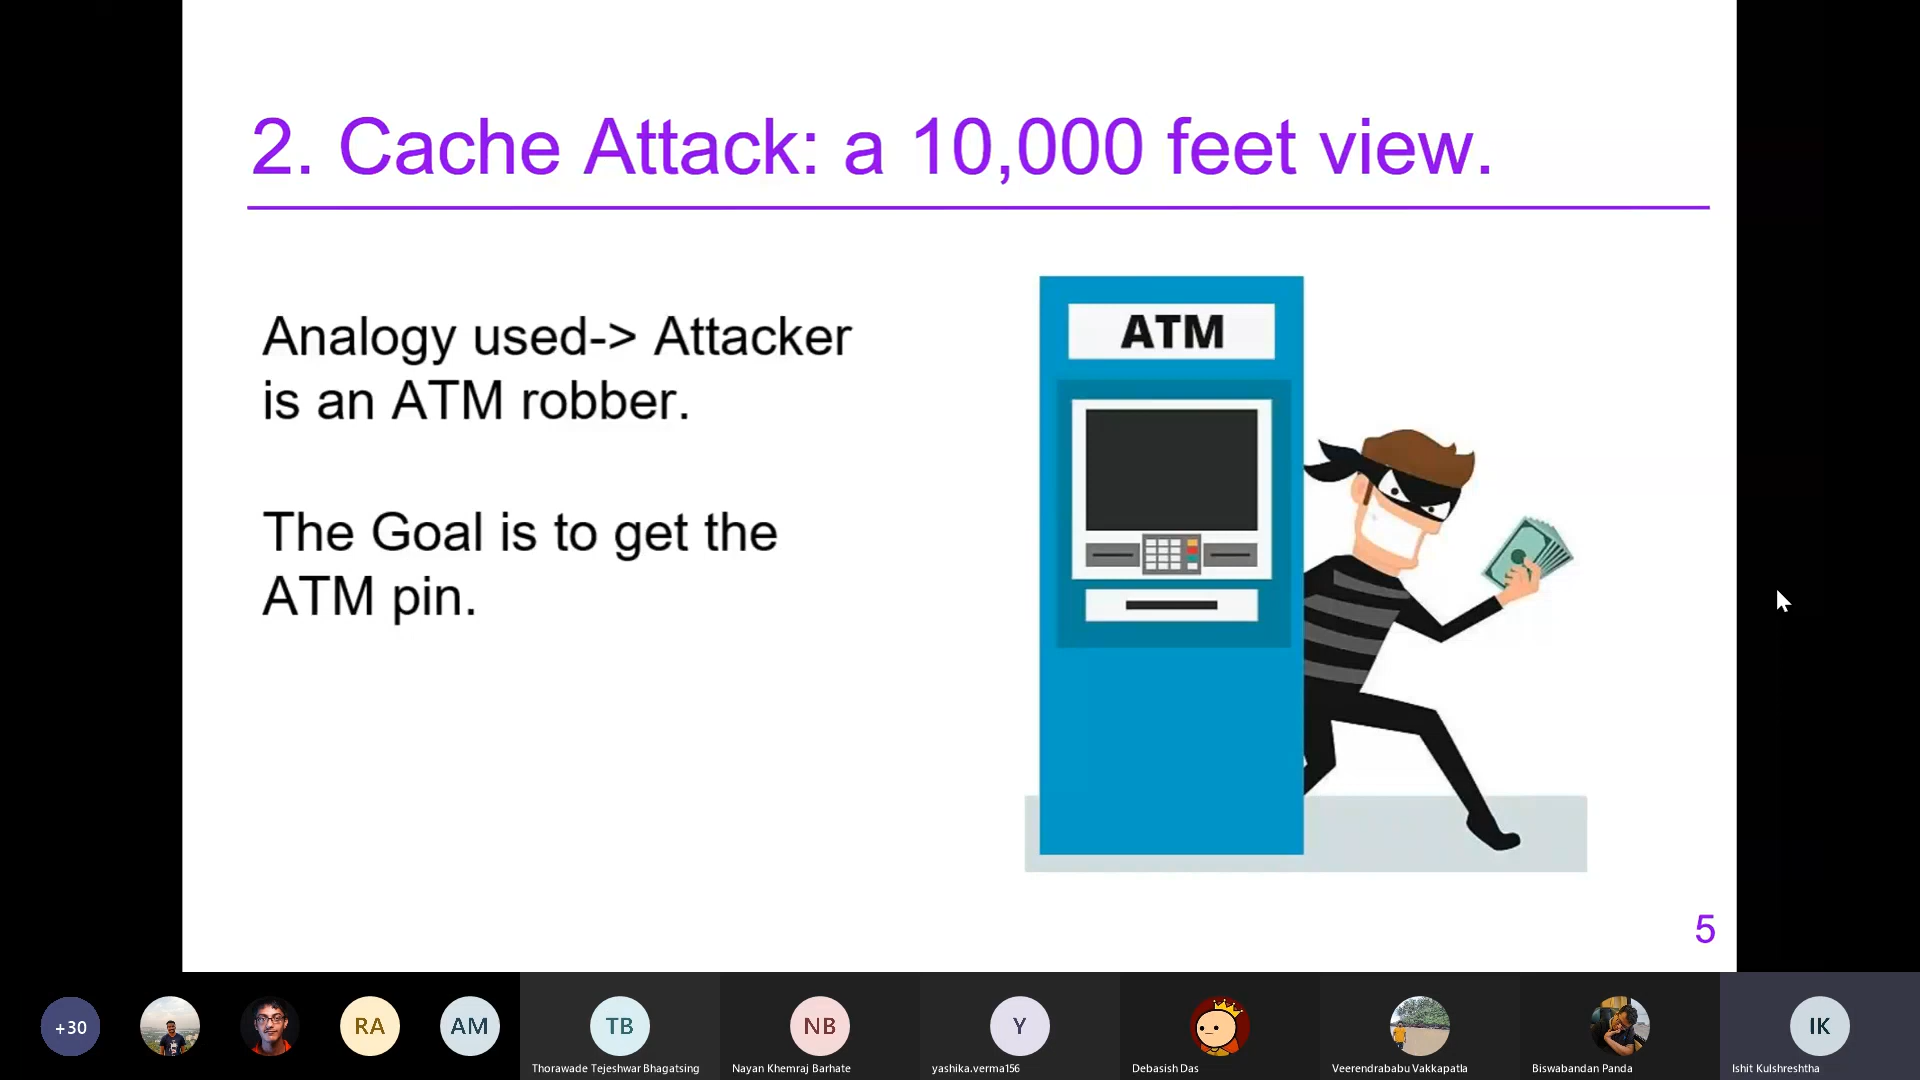 2. Cache Attack: a 10,000 feet view.
Analogy used-> Attacker
is an ATM robber.
The Goal is to get the
ATM pin.
ATM
5
+30
RA
AM
TB
NB
Y
IK
Thorawade Tejeshwar Bhagatsing
Nayan Khemraj Barhate
yashika.verma156
Debasish Das
Veerendrababu Vakkapatla
Biswabandan Panda
Ishit Kulshreshtha